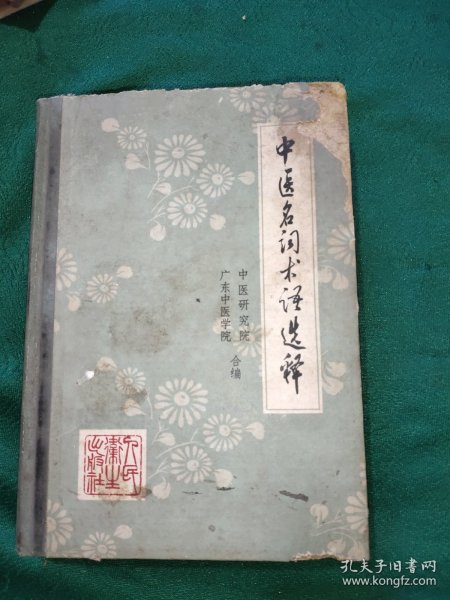 中医名词术语选释
中医研究院
广东中医学院
合编
人民
卫生
出版社
孔夫子旧书网
www.kongfz.com